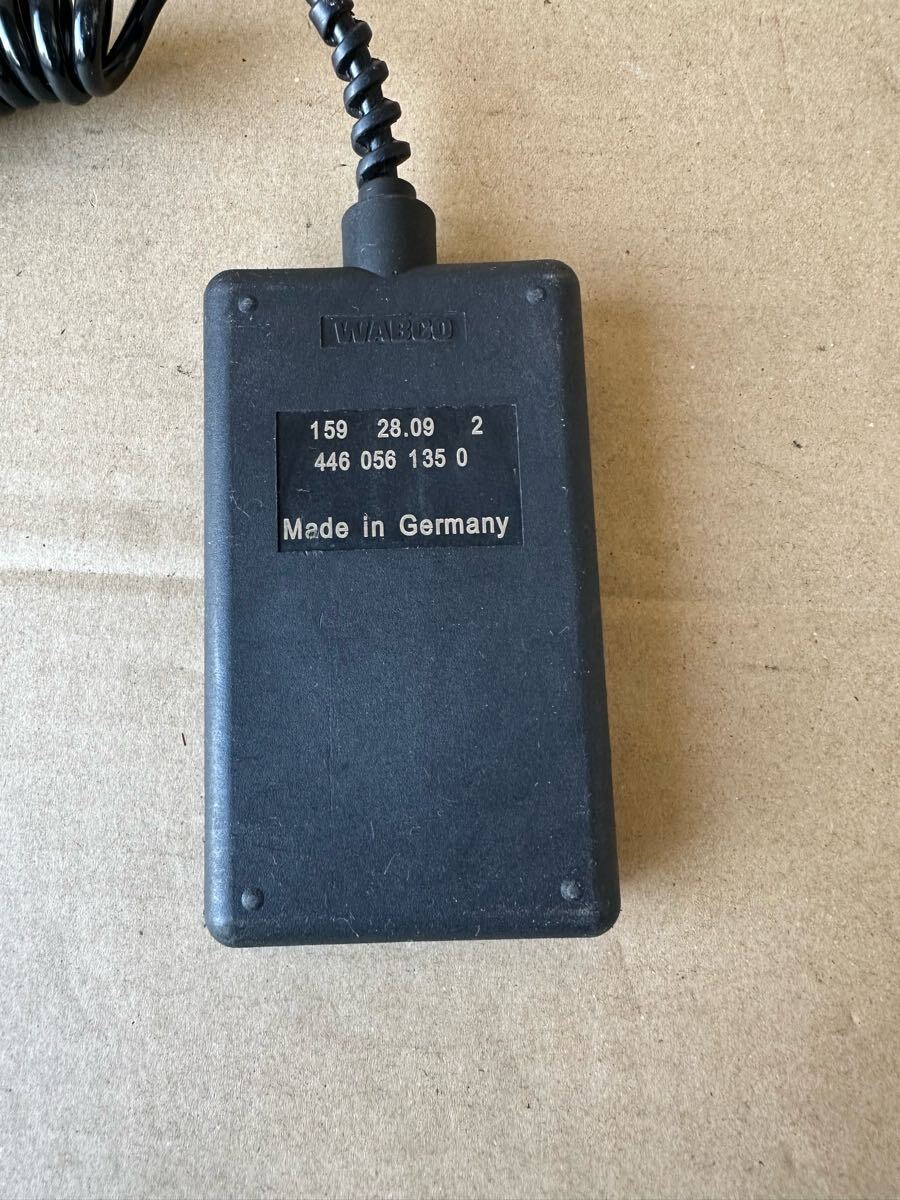 WABCO
159 28.09 2
446 056 135 0
Made in Germany